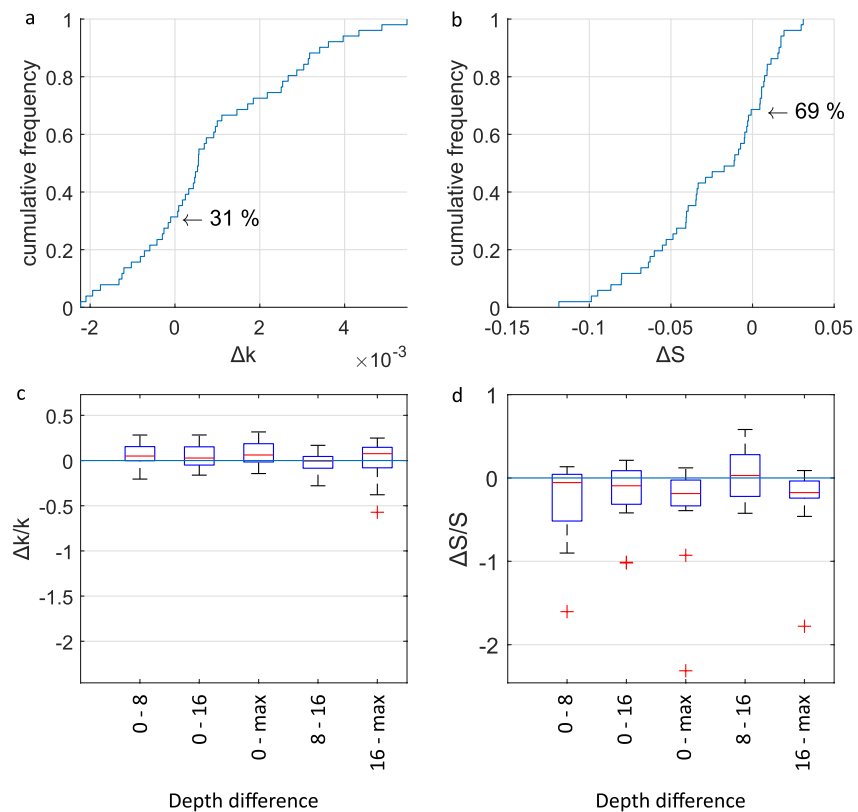 a
1
0.8
0.6
0.4
0.2
0
cumulative frequency
← 31 %
-2 0 2 4
×10-3
Δk
b
1
0.8
0.6
0.4
0.2
0
cumulative frequency
← 69 %
-0.15 -0.1 -0.05 0 0.05
ΔS
c
0.5
0
-0.5
-1
-1.5
-2
Δk/k
0 - 8
0 - 16
0 - max
8 - 16
16 - max
Depth difference
d
1
0
-1
-2
ΔS/S
0 - 8
0 - 16
0 - max
8 - 16
16 - max
Depth difference